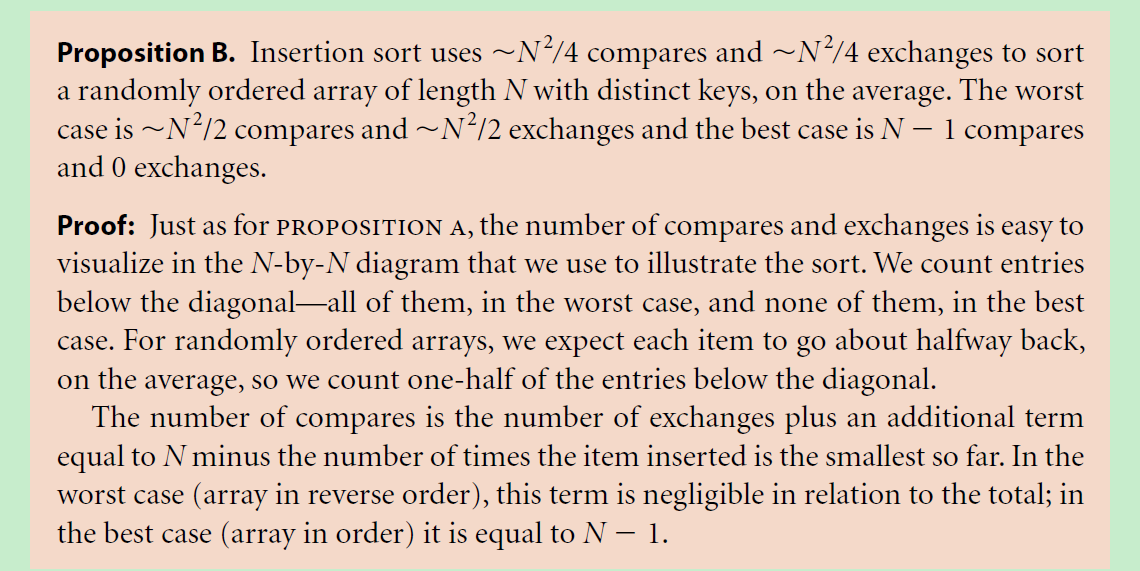 Proposition B. Insertion sort uses ~N²/4 compares and ~N²/4 exchanges to sort
a randomly ordered array of length N with distinct keys, on the average. The worst
case is ~N²/2 compares and ~N²/2 exchanges and the best case is N − 1 compares
and 0 exchanges.
Proof: Just as for PROPOSITION A, the number of compares and exchanges is easy to
visualize in the N-by-N diagram that we use to illustrate the sort. We count entries
below the diagonal—all of them, in the worst case, and none of them, in the best
case. For randomly ordered arrays, we expect each item to go about halfway back,
on the average, so we count one-half of the entries below the diagonal.
The number of compares is the number of exchanges plus an additional term
equal to N minus the number of times the item inserted is the smallest so far. In the
worst case (array in reverse order), this term is negligible in relation to the total; in
the best case (array in order) it is equal to N − 1.